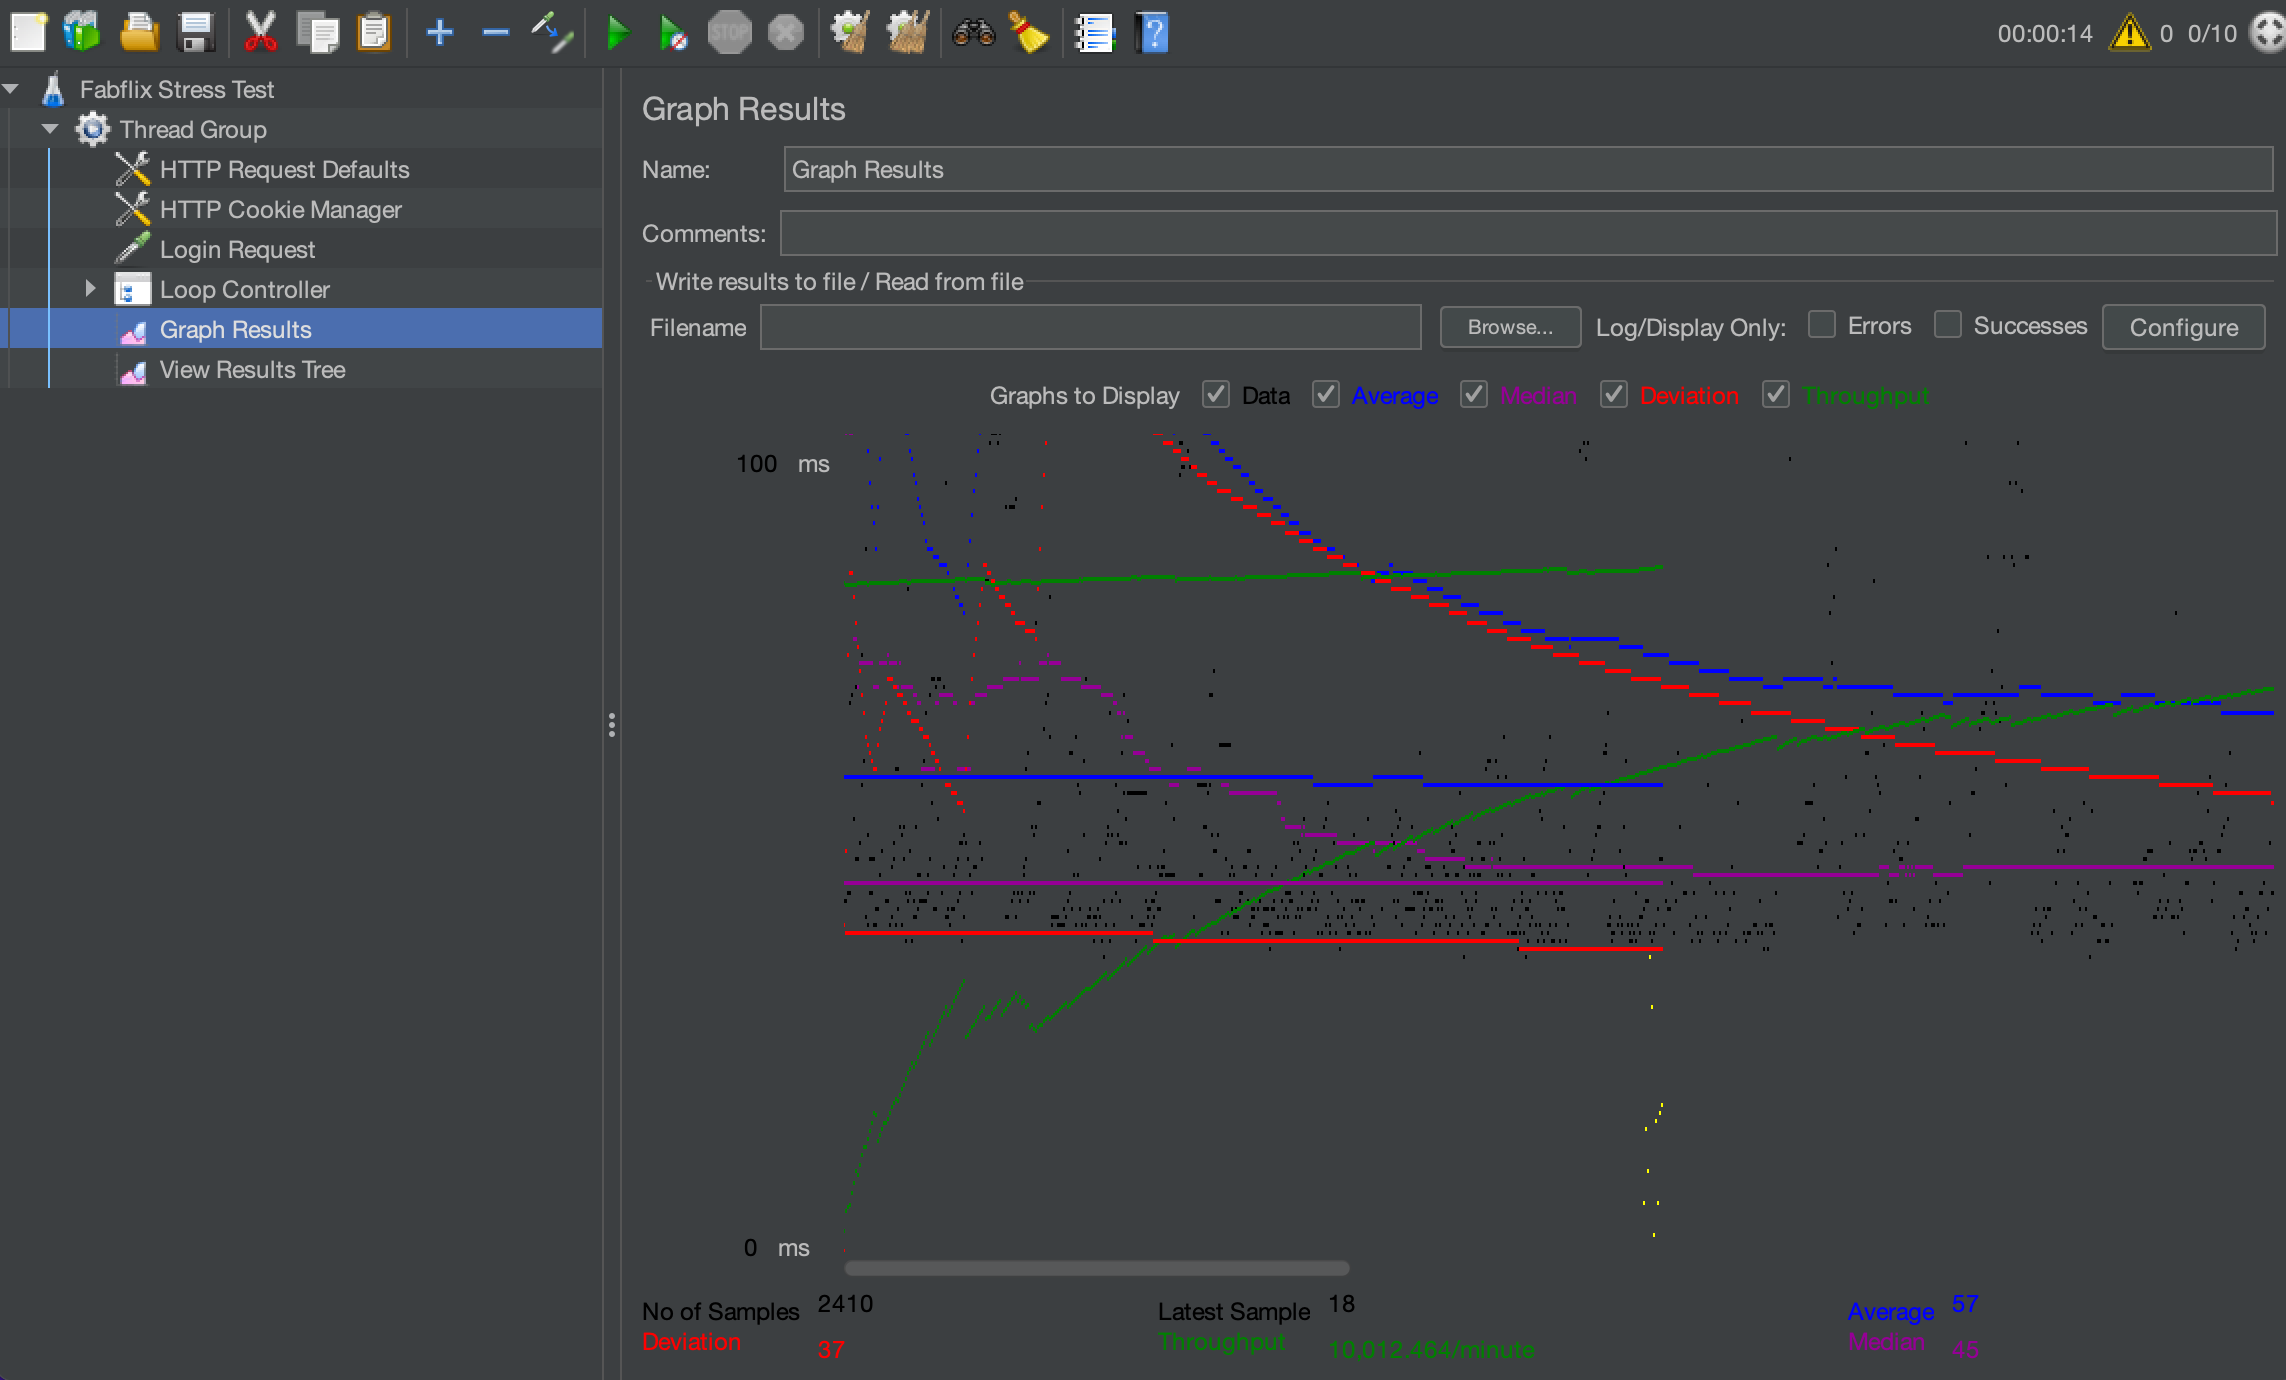 STOP
00:00:14 0 0/10
Fabflix Stress Test
Thread Group
HTTP Request Defaults
HTTP Cookie Manager
Login Request
Loop Controller
Graph Results
View Results Tree
Graph Results
Name: Graph Results
Comments:
Write results to file / Read from file
Filename Browse... Log/Display Only: Errors Successes Configure
Graphs to Display Data Average Median Deviation Throughput
100 ms
0 ms
No of Samples 2410 Latest Sample 18 Average 57
Deviation 37 Throughput 10,012.464/minute Median 45